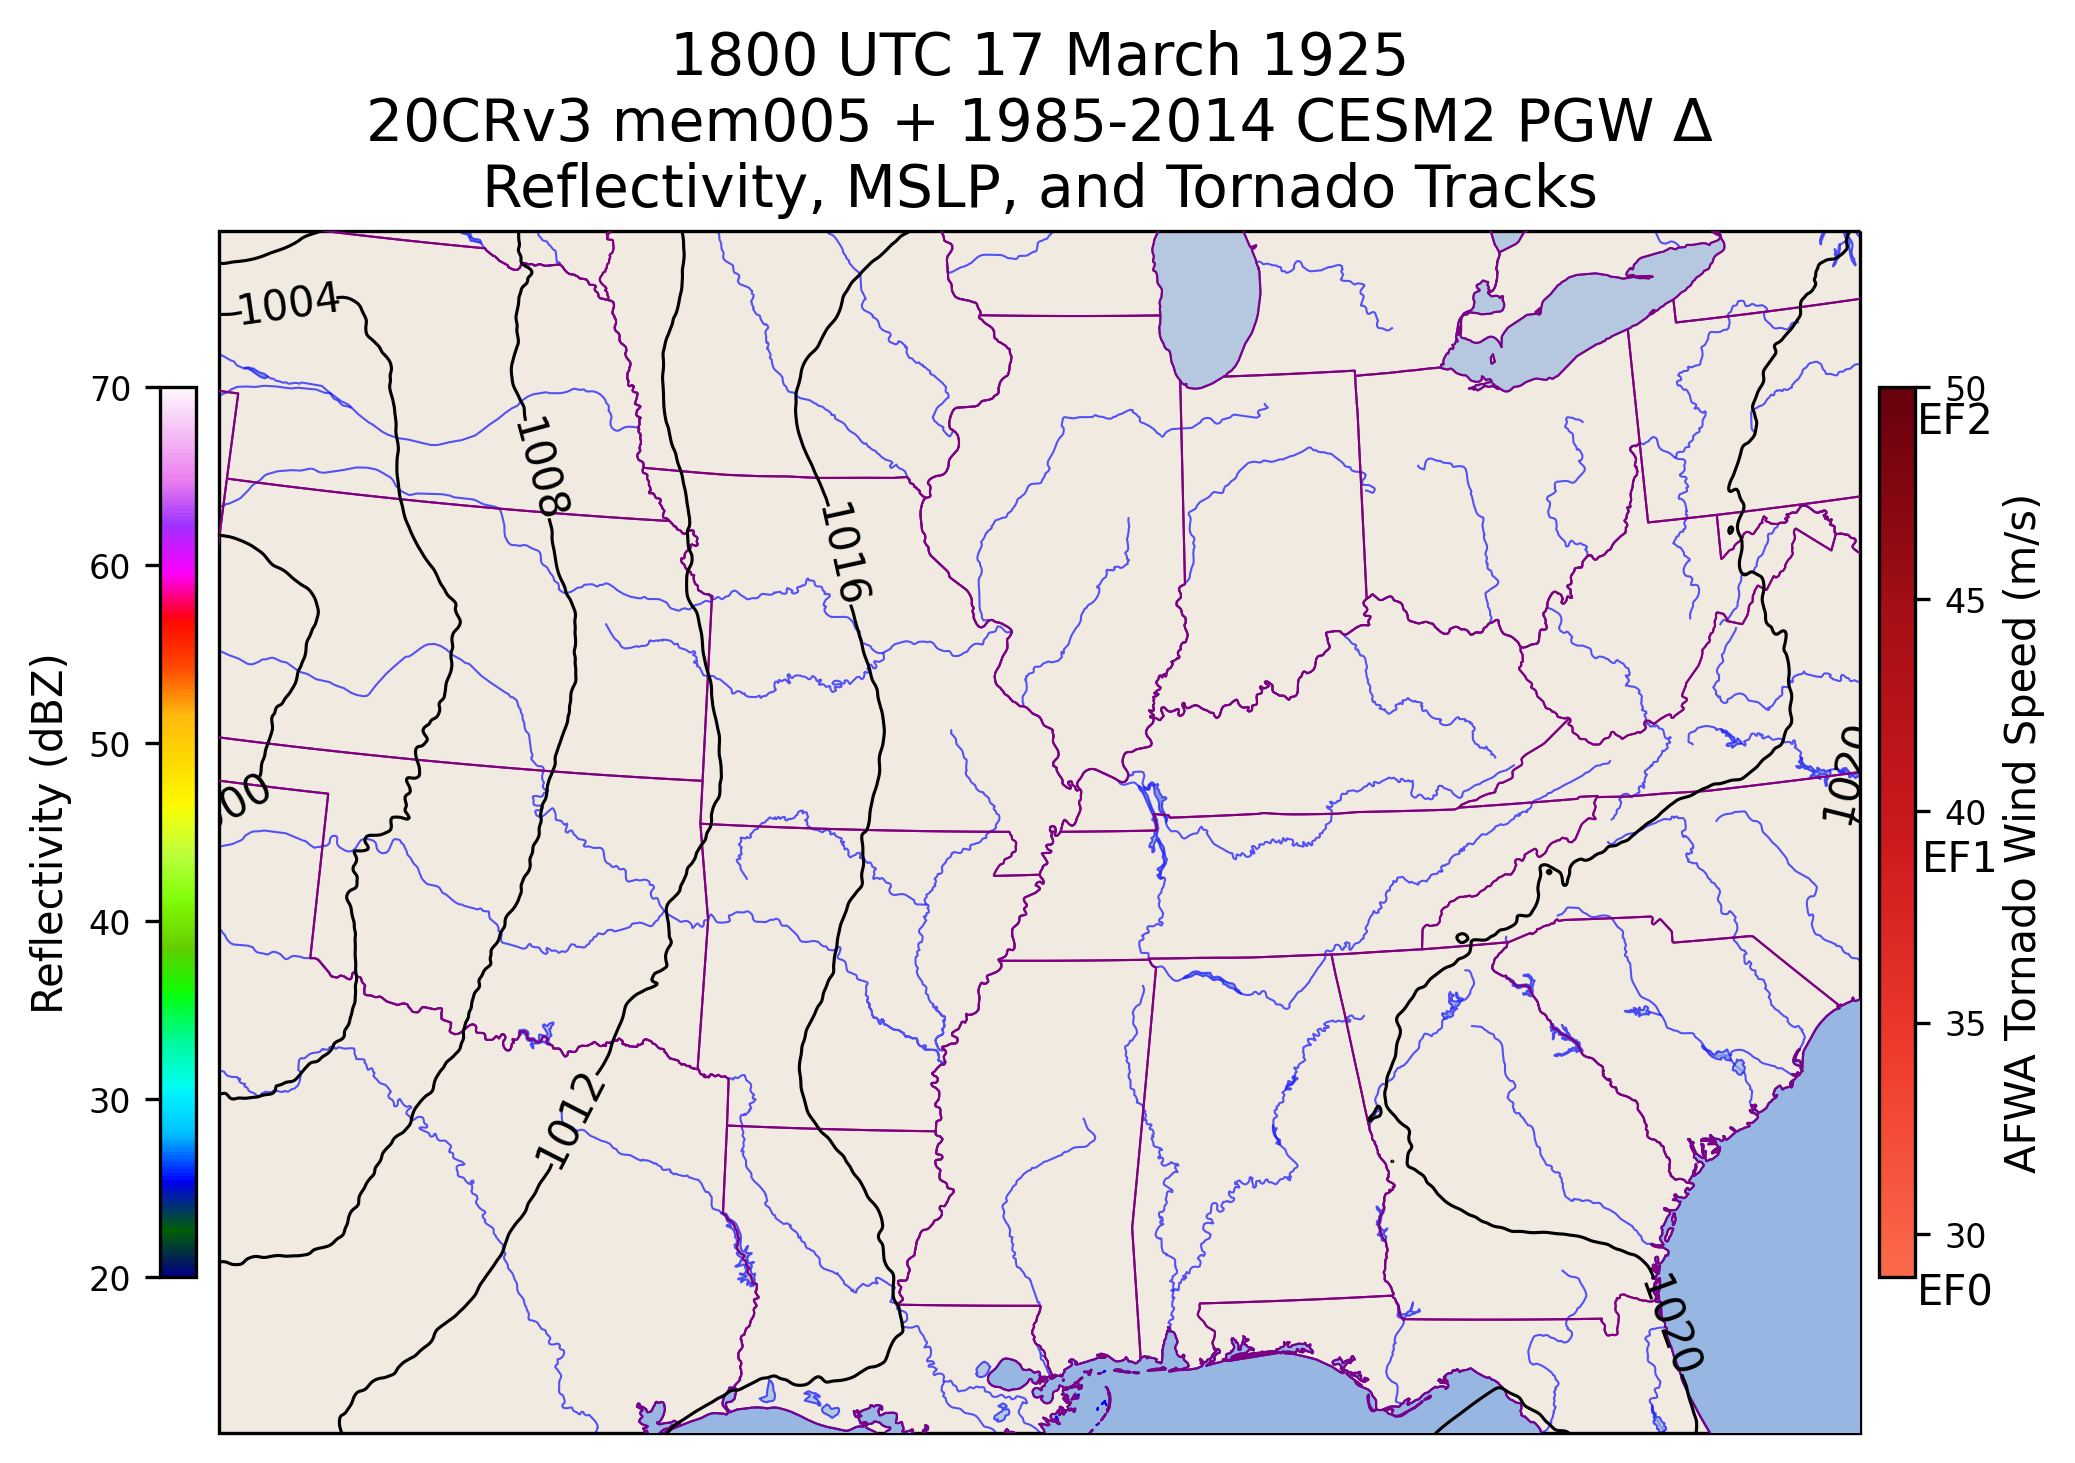 1800 UTC 17 March 1925
20CRv3 mem005 + 1985-2014 CESM2 PGW Δ
Reflectivity, MSLP, and Tornado Tracks
1004
1008
1016
00
1012
1020
1020
70
60
50
40
30
20
Reflectivity (dBZ)
50
EF2
45
40
EF1
35
30
EF0
AFWA Tornado Wind Speed (m/s)